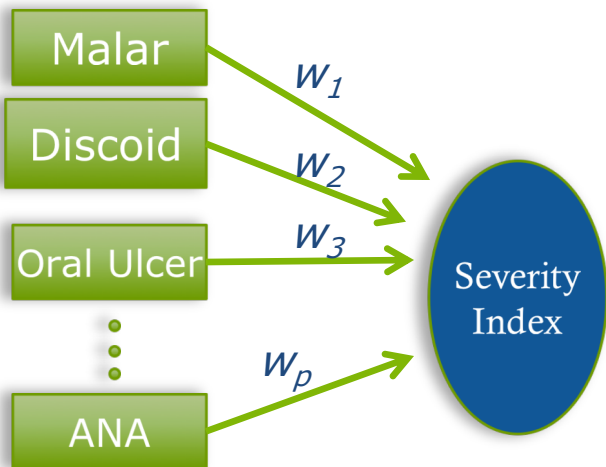 Malar
w1
Discoid
w2
Oral Ulcer
w3
Severity
Index
wp
ANA